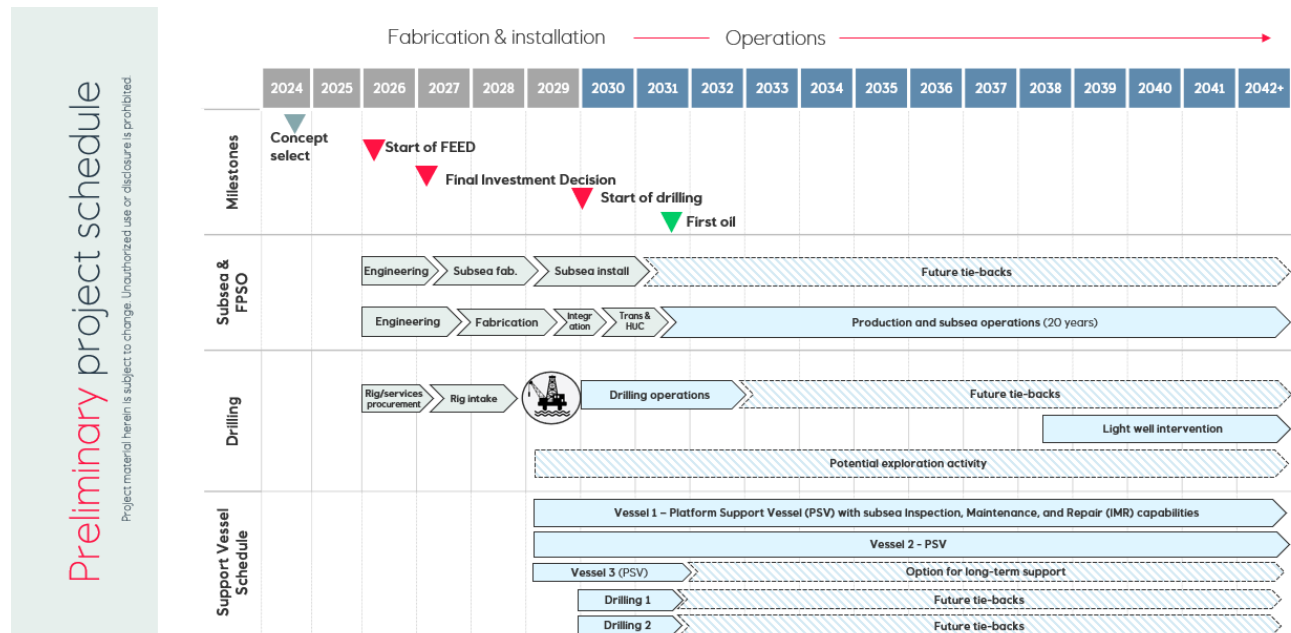 Preliminary project schedule
Project material herein is subject to change. Unauthorized use or disclosure is prohibited.
Fabrication & installation
Operations
2024 2025 2026 2027 2028 2029 2030 2031 2032 2033 2034 2035 2036 2037 2038 2039 2040 2041 2042+
Milestones
Concept
select
Start of FEED
Final Investment Decision
Start of drilling
First oil
Subsea &
FPSO
Engineering
Subsea fab.
Subsea install
Future tie-backs
Engineering
Fabrication
Integr
ation
Trans &
HUC
Production and subsea operations (20 years)
Drilling
Rig/services
procurement
Rig intake
Drilling operations
Future tie-backs
Light well intervention
Potential exploration activity
Support Vessel
Schedule
Vessel 1 – Platform Support Vessel (PSV) with subsea Inspection, Maintenance, and Repair (IMR) capabilities
Vessel 2 - PSV
Vessel 3 (PSV)
Option for long-term support
Drilling 1
Future tie-backs
Drilling 2
Future tie-backs